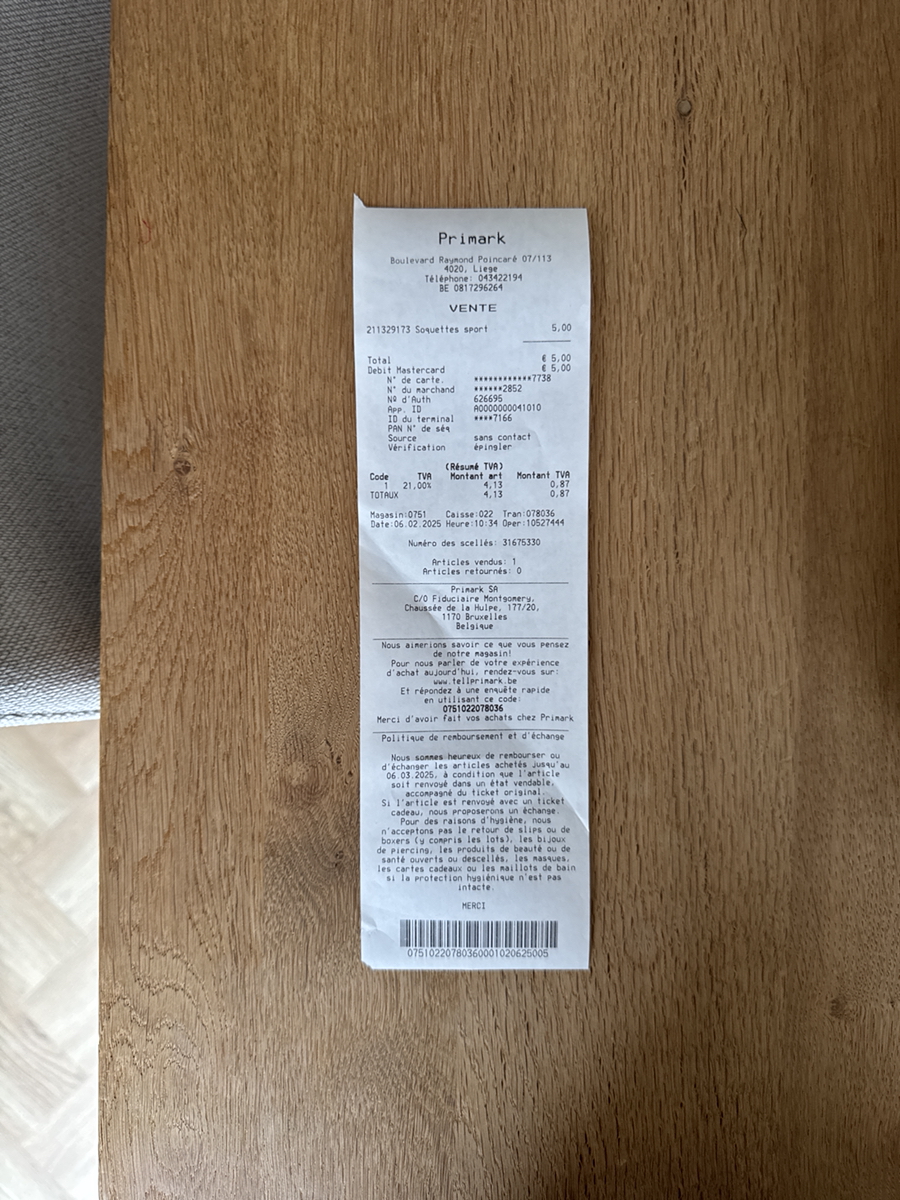 Primark
Boulevard Raymond Poincaré 07/113
4020, Liege
Téléphone: 043422194
BE 0817296264
VENTE
211329173 Soquettes sport 5,00
Total € 5,00
Debit Mastercard € 5,00
N° de carte. ************7738
N° du marchand ******2852
Nº d'Auth 626695
App. ID A0000000041010
ID du terminal ****7166
PAN N° de séq
Source sans contact
Vérification épingler
(Résumé TVA)
Code TVA Montant art Montant TVA
1 21,00% 4,13 0,87
TOTAUX 4,13 0,87
Magasin:0751 Caisse:022 Tran:078036
Date:06.02.2025 Heure:10:34 Oper:10527444
Numéro des scellés: 31675330
Articles vendus: 1
Articles retournés: 0
Primark SA
C/O Fiduciaire Montgomery,
Chaussée de la Hulpe, 177/20,
1170 Bruxelles
Belgique
Nous aimerions savoir ce que vous pensez
de notre magasin!
Pour nous parler de votre expérience
d'achat aujourd'hui, rendez-vous sur:
www.tellprimark.be
Et répondez à une enquête rapide
en utilisant ce code:
0751022078036
Merci d'avoir fait vos achats chez Primark
Politique de remboursement et d'échange
Nous sommes heureux de rembourser ou
d'échanger les articles achetés jusqu'au
06.03.2025, à condition que l'article
soit renvoyé dans un état vendable,
accompagné du ticket original.
Si l'article est renvoyé avec un ticket
cadeau, nous proposerons un échange.
Pour des raisons d'hygiène, nous
n'acceptons pas le retour de slips ou de
boxers (y compris les lots), les bijoux
de piercing, les produits de beauté ou de
santé ouverts ou descellés, les masques,
les cartes cadeaux ou les maillots de bain
si la protection hygiénique n'est pas
intacte.
MERCI
07510220780360001020625005